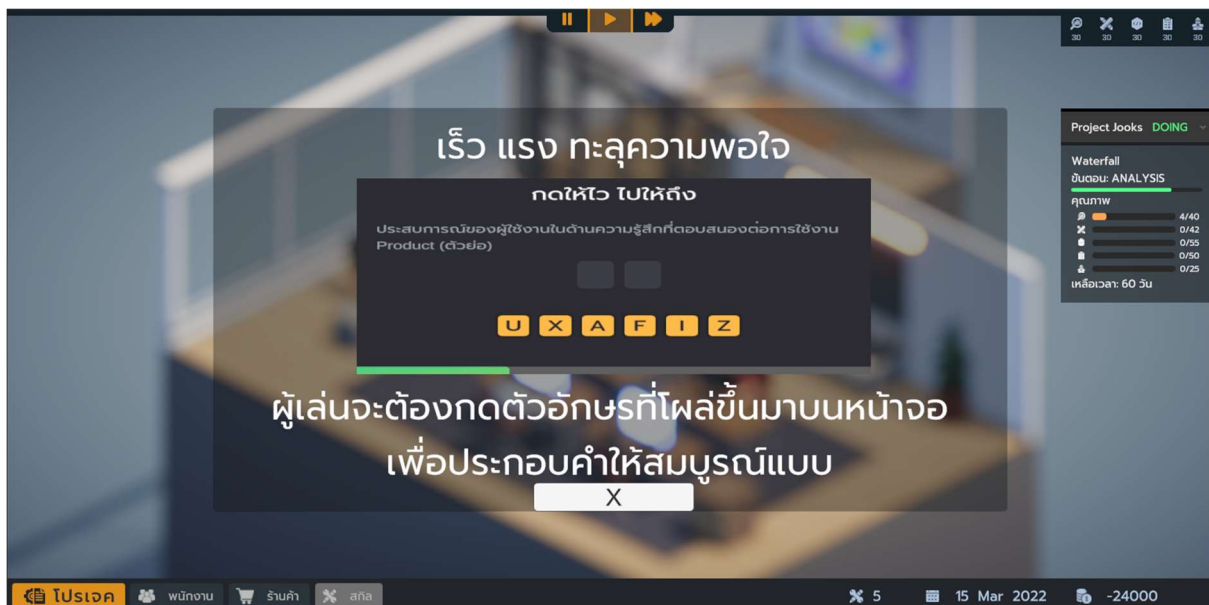 30 30 30 30 30
Project Jooks DOING
Waterfall
ขั้นตอน: ANALYSIS
คุณภาพ
4/40
0/42
0/55
0/50
0/25
เหลือเวลา: 60 วัน
เร็ว แรง ทะลุความพอใจ
กดให้ไว ไปให้ถึง
ประสบการณ์ของผู้ใช้งานในด้านความรู้สึกที่ตอบสนองต่อการใช้งาน
Product (ตัวย่อ)
U X A F I Z
ผู้เล่นจะต้องกดตัวอักษรที่โผล่ขึ้นมาบนหน้าจอ
เพื่อประกอบคำให้สมบูรณ์แบบ
X
โปรเจค พนักงาน ร้านค้า สกิล 5 15 Mar 2022 -24000